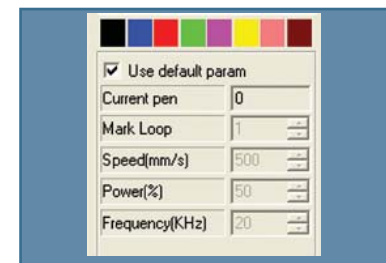 Use default param
Current pen 0
Mark Loop 1
Speed(mm/s) 500
Power(%) 50
Frequency(KHz) 20